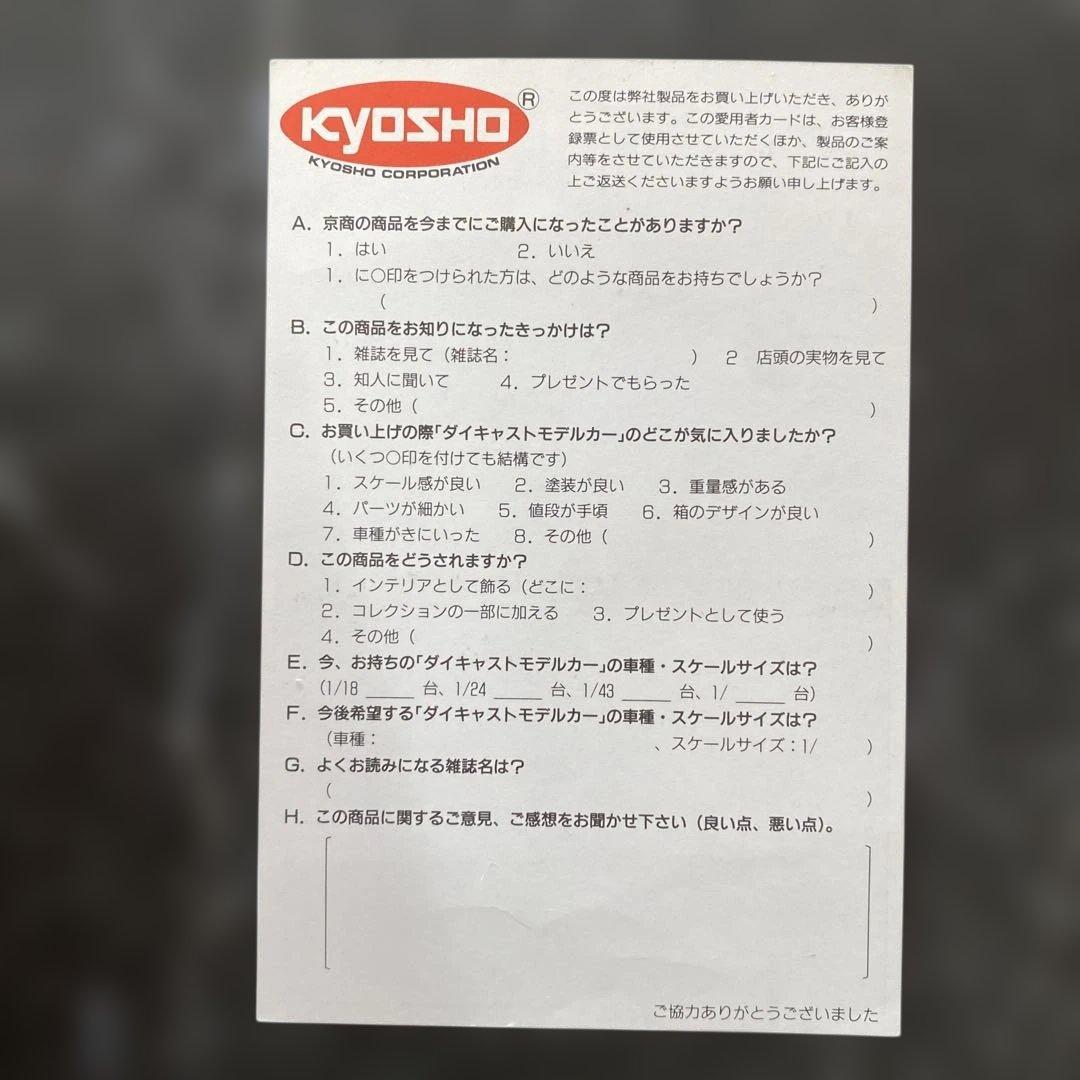 KYOSHO®
KYOSHO CORPORATION
この度は弊社製品をお買い上げいただき、ありが
とうございます。この愛用者カードは、お客様登
録票として使用させていただくほか、製品のご案
内等をさせていただきますので、下記にご記入の
上ご返送くださいますようお願い申し上げます。
A. 京商の商品を今までにご購入になったことがありますか?
1. はい 2. いいえ
1. に○印をつけられた方は、どのような商品をお持ちでしょうか?
( )
B. この商品をお知りになったきっかけは?
1. 雑誌を見て (雑誌名: ) 2 店頭の実物を見て
3. 知人に聞いて 4. プレゼントでもらった
5. その他 ( )
C. お買い上げの際「ダイキャストモデルカー」のどこが気に入りましたか?
(いくつ○印を付けても結構です)
1. スケール感が良い 2. 塗装が良い 3. 重量感がある
4. パーツが細かい 5. 値段が手頃 6. 箱のデザインが良い
7. 車種がきにいった 8. その他 ( )
D. この商品をどうされますか?
1. インテリアとして飾る (どこに: )
2. コレクションの一部に加える 3. プレゼントとして使う
4. その他 ( )
E. 今、お持ちの「ダイキャストモデルカー」の車種・スケールサイズは?
(1/18 _____ 台、1/24 _____ 台、1/43 _____ 台、1/ _____ 台)
F. 今後希望する「ダイキャストモデルカー」の車種・スケールサイズは?
(車種: 、スケールサイズ:1/ )
G. よくお読みになる雑誌名は?
( )
H. この商品に関するご意見、ご感想をお聞かせ下さい (良い点、悪い点)。
ご協力ありがとうございました